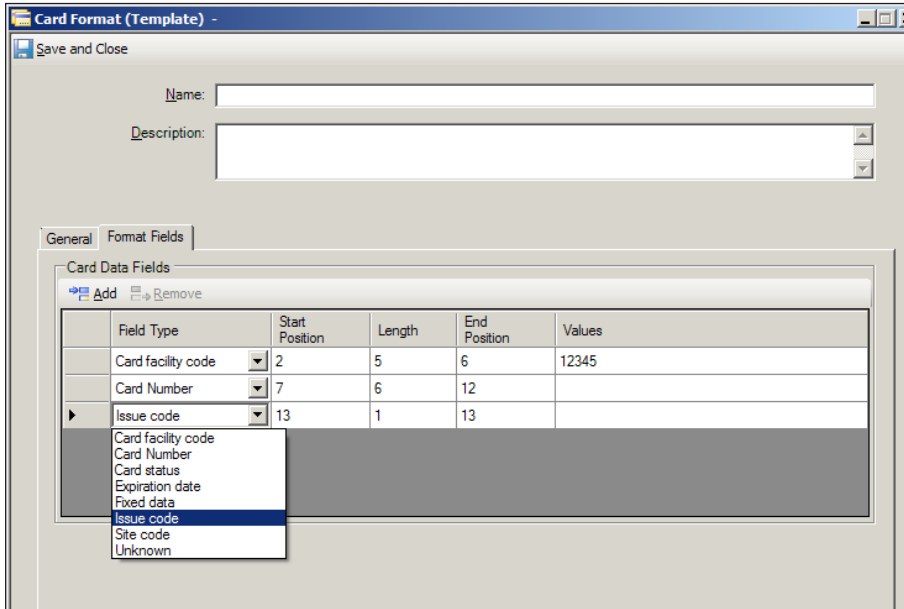 Card Format (Template) -
Save and Close
Name:
Description:
General Format Fields
Card Data Fields
Add Remove
Field Type Start Position Length End Position Values
Card facility code 2 5 6 12345
Card Number 7 6 12
Issue code 13 1 13
Card facility code
Card Number
Card status
Expiration date
Fixed data
Issue code
Site code
Unknown